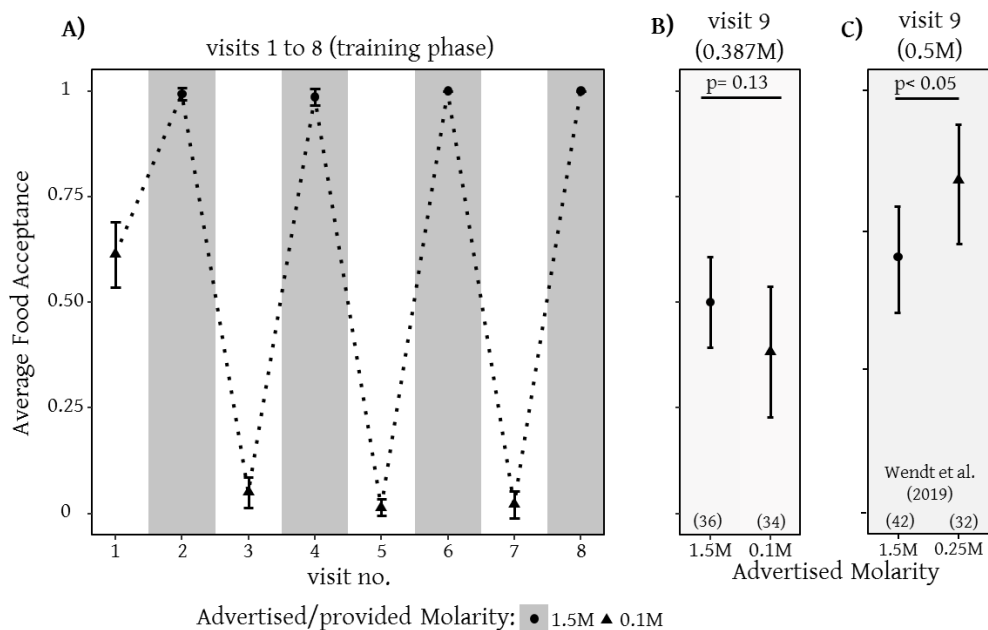 A)
visits 1 to 8 (training phase)
Average Food Acceptance
1
0.75
0.50
0.25
0
1 2 3 4 5 6 7 8
visit no.
B)
visit 9
(0.387M)
p= 0.13
(36) (34)
1.5M 0.1M
C)
visit 9
(0.5M)
p< 0.05
Wendt et al.
(2019)
(42) (32)
1.5M 0.25M
Advertised Molarity
Advertised/provided Molarity: 1.5M 0.1M